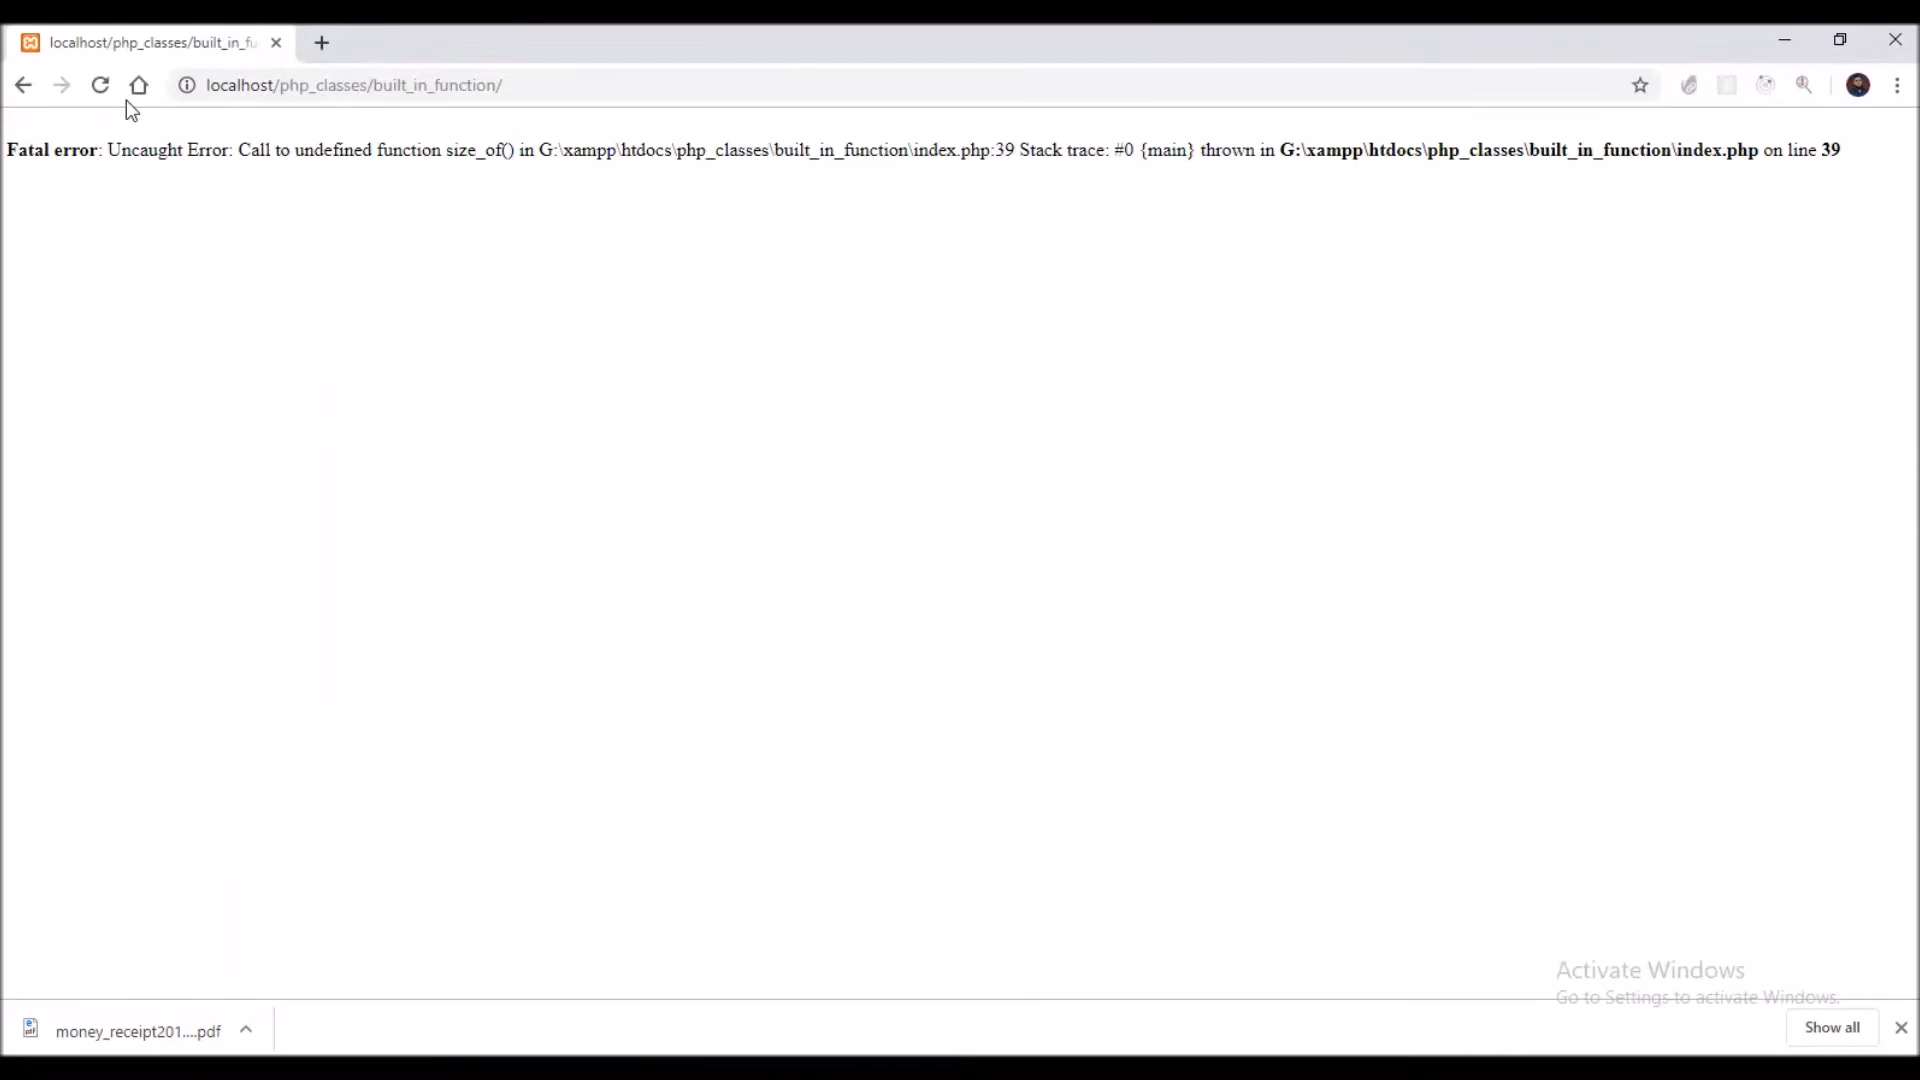 localhost/php_classes/built_in_fu
localhost/php_classes/built_in_function/
Fatal error: Uncaught Error: Call to undefined function size_of() in G:\xampp\htdocs\php_classes\built_in_function\index.php:39 Stack trace: #0 {main} thrown in G:\xampp\htdocs\php_classes\built_in_function\index.php on line 39
Activate Windows
Go to Settings to activate Windows.
money_receipt201....pdf
Show all